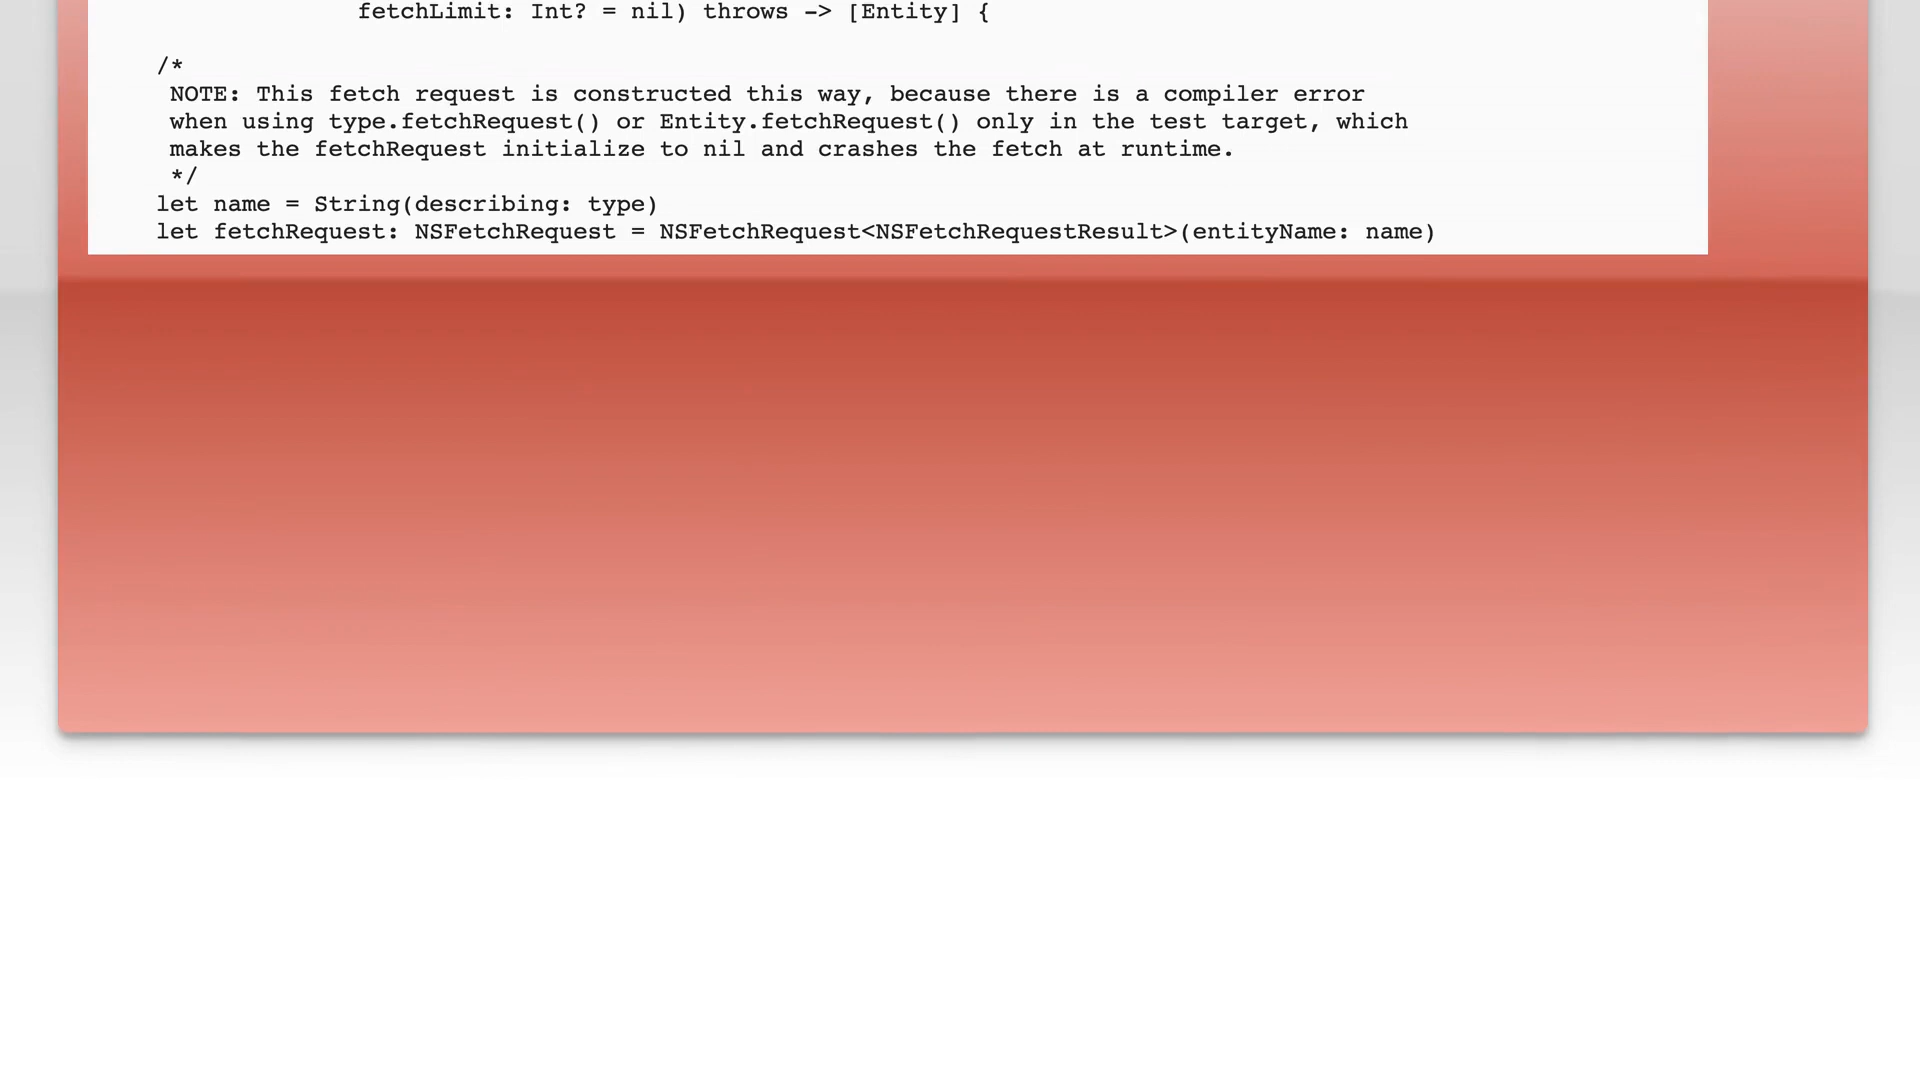 fetchLimit: Int? = nil) throws -> [Entity] {
/*
NOTE: This fetch request is constructed this way, because there is a compiler error
when using type.fetchRequest() or Entity.fetchRequest() only in the test target, which
makes the fetchRequest initialize to nil and crashes the fetch at runtime.
*/
let name = String(describing: type)
let fetchRequest: NSFetchRequest = NSFetchRequest<NSFetchRequestResult>(entityName: name)